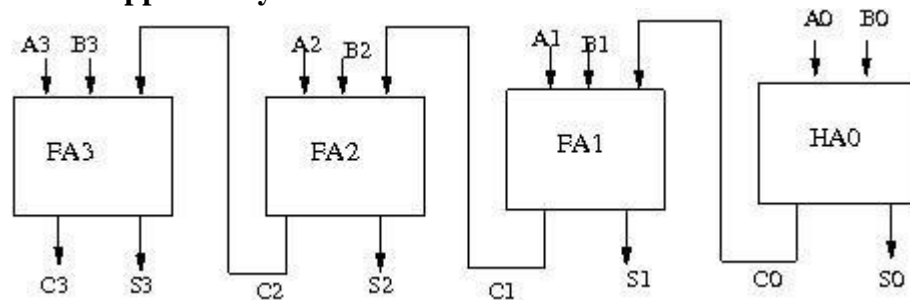 A3 B3 A2 B2 A1 B1 A0 B0
FA3 FA2 FA1 HA0
C3 S3 C2 S2 C1 S1 C0 S0